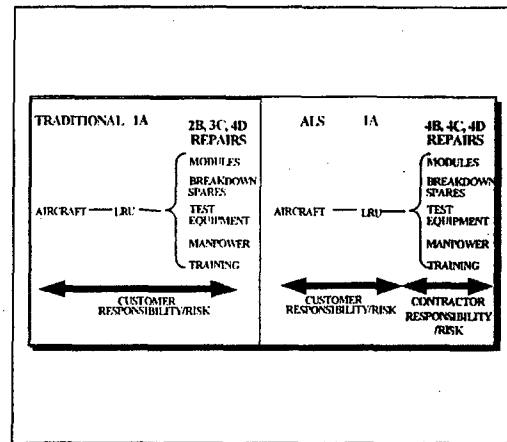 TRADITIONAL 1A
2B, 3C, 4D
REPAIRS
MODULES
BREAKDOWN
SPARES
AIRCRAFT LRU
TEST
EQUIPMENT
MANPOWER
TRAINING
CUSTOMER
RESPONSIBILITY/RISK
ALS 1A
4B, 4C, 4D
REPAIRS
MODULES
BREAKDOWN
SPARES
AIRCRAFT LRU
TEST
EQUIPMENT
MANPOWER
TRAINING
CUSTOMER
RESPONSIBILITY/RISK
CONTRACTOR
RESPONSIBILITY
/RISK